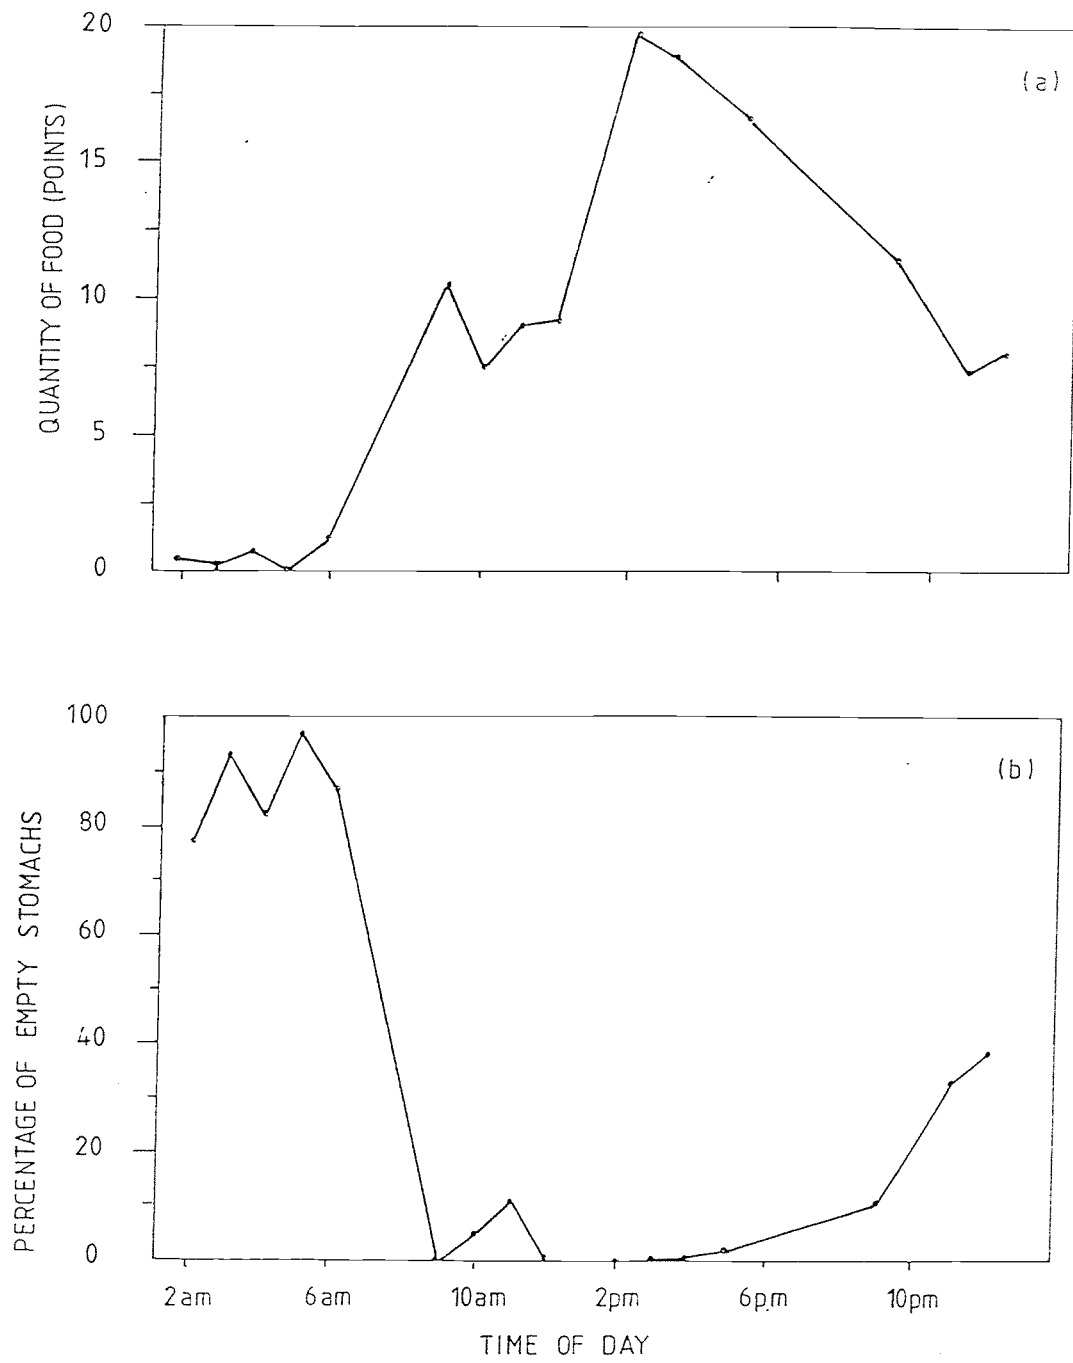 20
15
10
5
0
QUANTITY OF FOOD (POINTS)
(a)
100
80
60
40
20
0
PERCENTAGE OF EMPTY STOMACHS
(b)
2am 6am 10am 2pm 6pm 10pm
TIME OF DAY